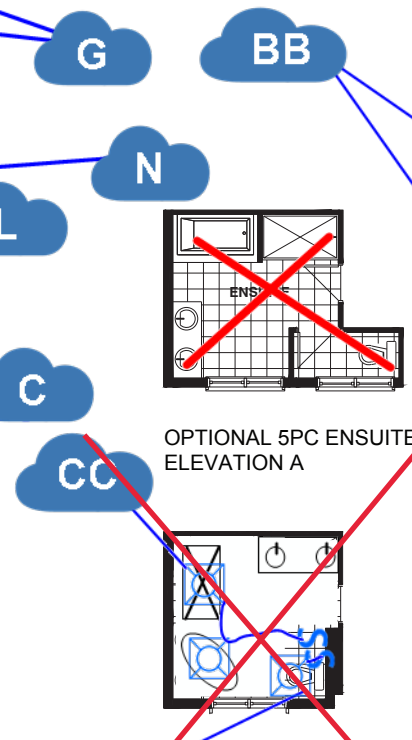 G
BB
N
L
ENSUITE
C
OPTIONAL 5PC ENSUITE
ELEVATION A
CC
$$